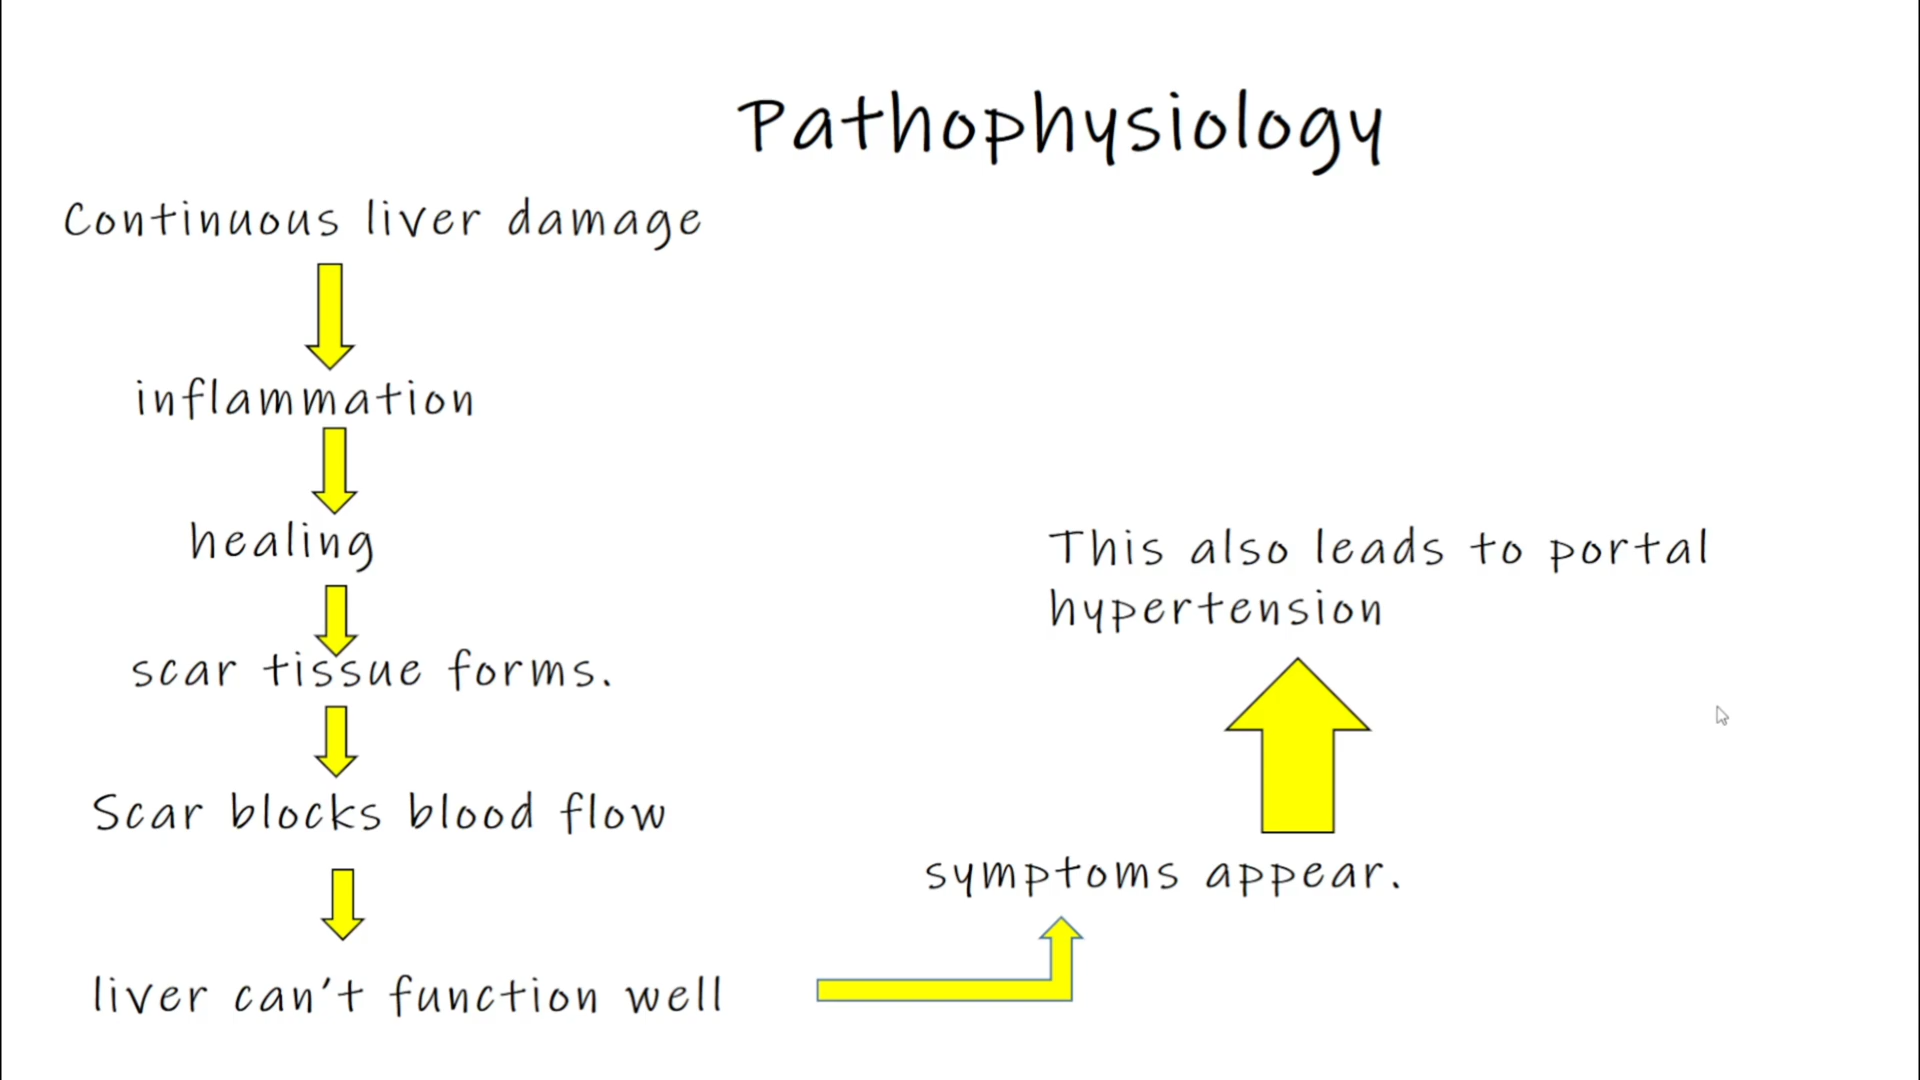 Pathophysiology
Continuous liver damage
inflammation
healing
scar tissue forms.
Scar blocks blood flow
liver can't function well
symptoms appear.
This also leads to portal
hypertension